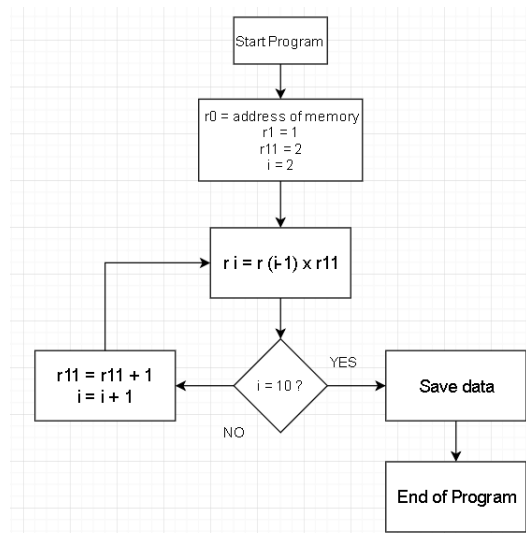 Start Program
r0 = address of memory
r1 = 1
r11 = 2
i = 2
r i = r (i-1) x r11
i = 10 ?
YES
NO
r11 = r11 + 1
i = i + 1
Save data
End of Program